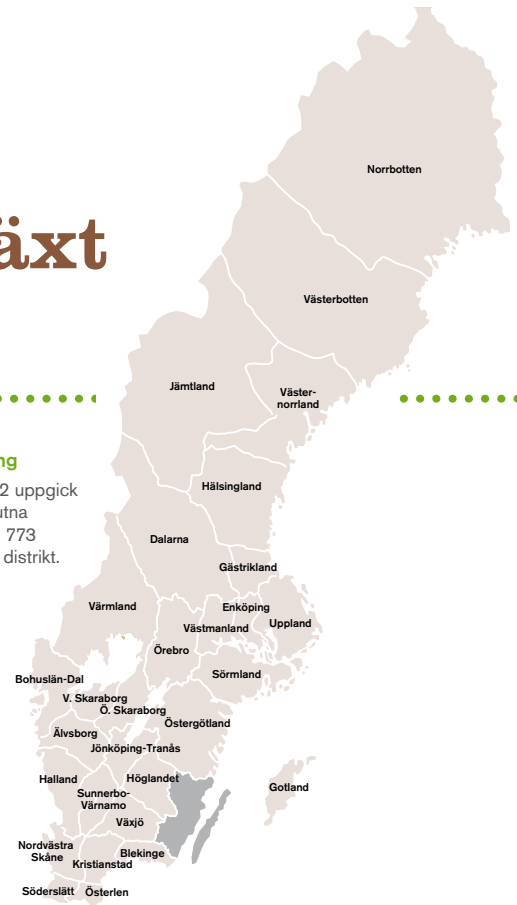 äxt
ng
2 uppgick
utna
773
distrikt.
Norrbotten
Västerbotten
Jämtland
Väster-
norrland
Hälsingland
Dalarna
Gästrikland
Värmland
Enköping
Uppland
Västmanland
Örebro
Sörmland
Bohuslän-Dal
V. Skaraborg
Ö. Skaraborg
Östergötland
Älvsborg
Jönköping-Tranås
Halland
Höglandet
Gotland
Sunnerbo-
Värnamo
Växjö
Nordvästra
Skåne
Blekinge
Kristianstad
Söderslätt
Österlen